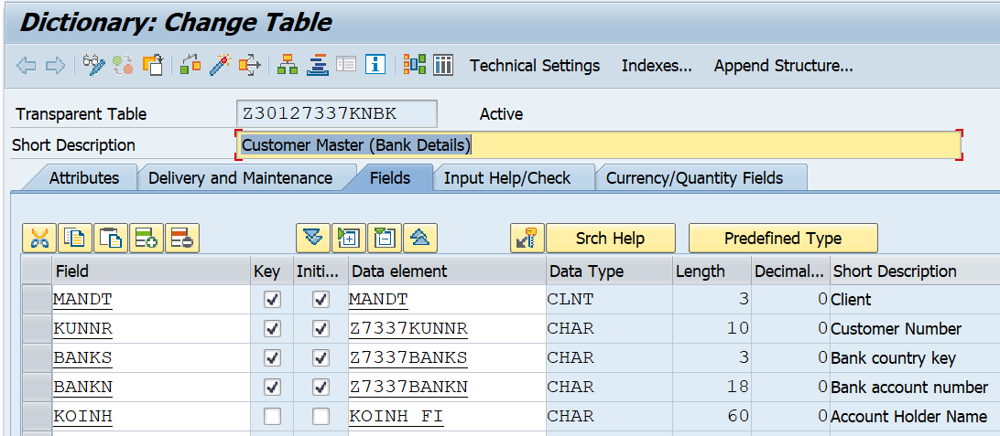 Dictionary: Change Table
Technical Settings Indexes... Append Structure...
Transparent Table Z30127337KNBK Active
Short Description Customer Master (Bank Details)
Attributes Delivery and Maintenance Fields Input Help/Check Currency/Quantity Fields
Srch Help Predefined Type
Field Key Initi... Data element Data Type Length Decimal... Short Description
MANDT MANDT CLNT 3 0 Client
KUNNR Z7337KUNNR CHAR 10 0 Customer Number
BANKS Z7337BANKS CHAR 3 0 Bank country key
BANKN Z7337BANKN CHAR 18 0 Bank account number
KOINH KOINH_FI CHAR 60 0 Account Holder Name